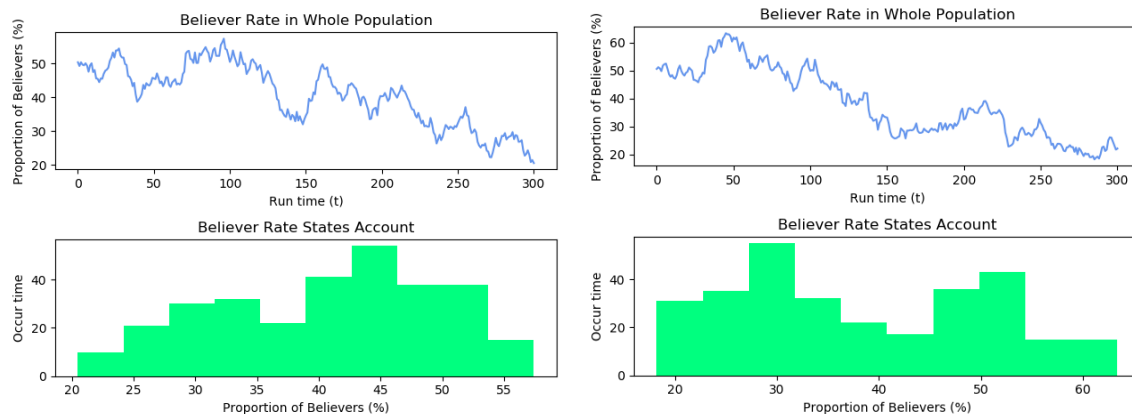 Believer Rate in Whole Population
Proportion of Believers (%)
50
40
30
20
0 50 100 150 200 250 300
Run time (t)
Believer Rate States Account
Occur time
40
20
0
20 25 30 35 40 45 50 55
Proportion of Believers (%)
Believer Rate in Whole Population
Proportion of Believers (%)
60
50
40
30
20
0 50 100 150 200 250 300
Run time (t)
Believer Rate States Account
Occur time
40
20
0
20 30 40 50 60
Proportion of Believers (%)